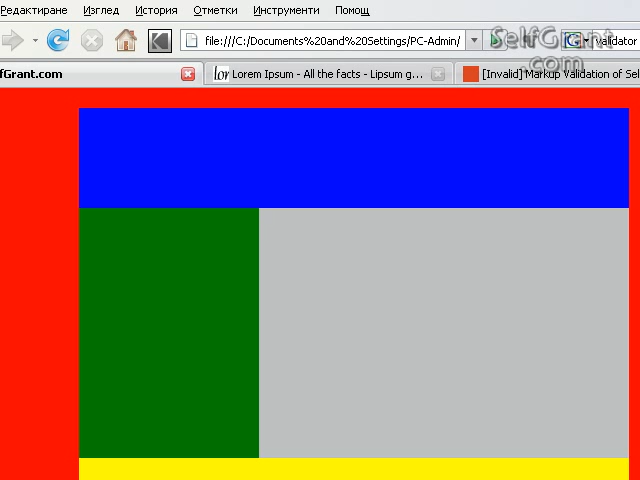 Редактиране Изглед История Отметки Инструменти Помощ
file:///C:/Documents%20and%20Settings/PC-Admin/
validator
SelfGrant
.com
fGrant.com
lor Lorem Ipsum - All the facts - Lipsum g...
[Invalid] Markup Validation of Sel